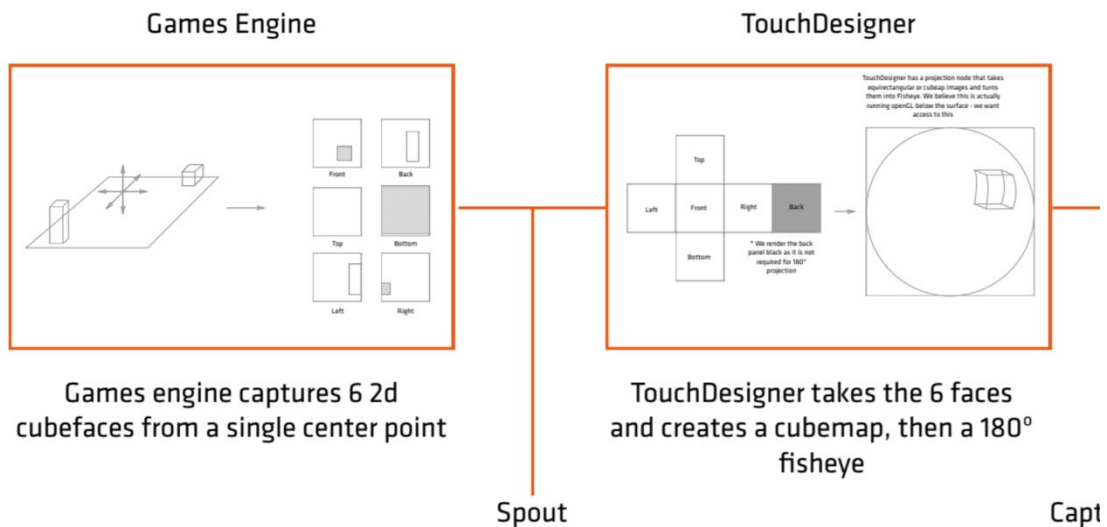 Games Engine
TouchDesigner
Front
Back
Top
Bottom
Left
Right
TouchDesigner has a projection node that takes
equirectangular or cubeap images and turns
them into Fisheye. We believe this is actually
running openGL below the surface - we want
access to this
Top
Left
Front
Right
Back
Bottom
* We render the back
panel black as it is not
required for 180°
projection
Games engine captures 6 2d
cubefaces from a single center point
TouchDesigner takes the 6 faces
and creates a cubemap, then a 180°
fisheye
Spout
Capt